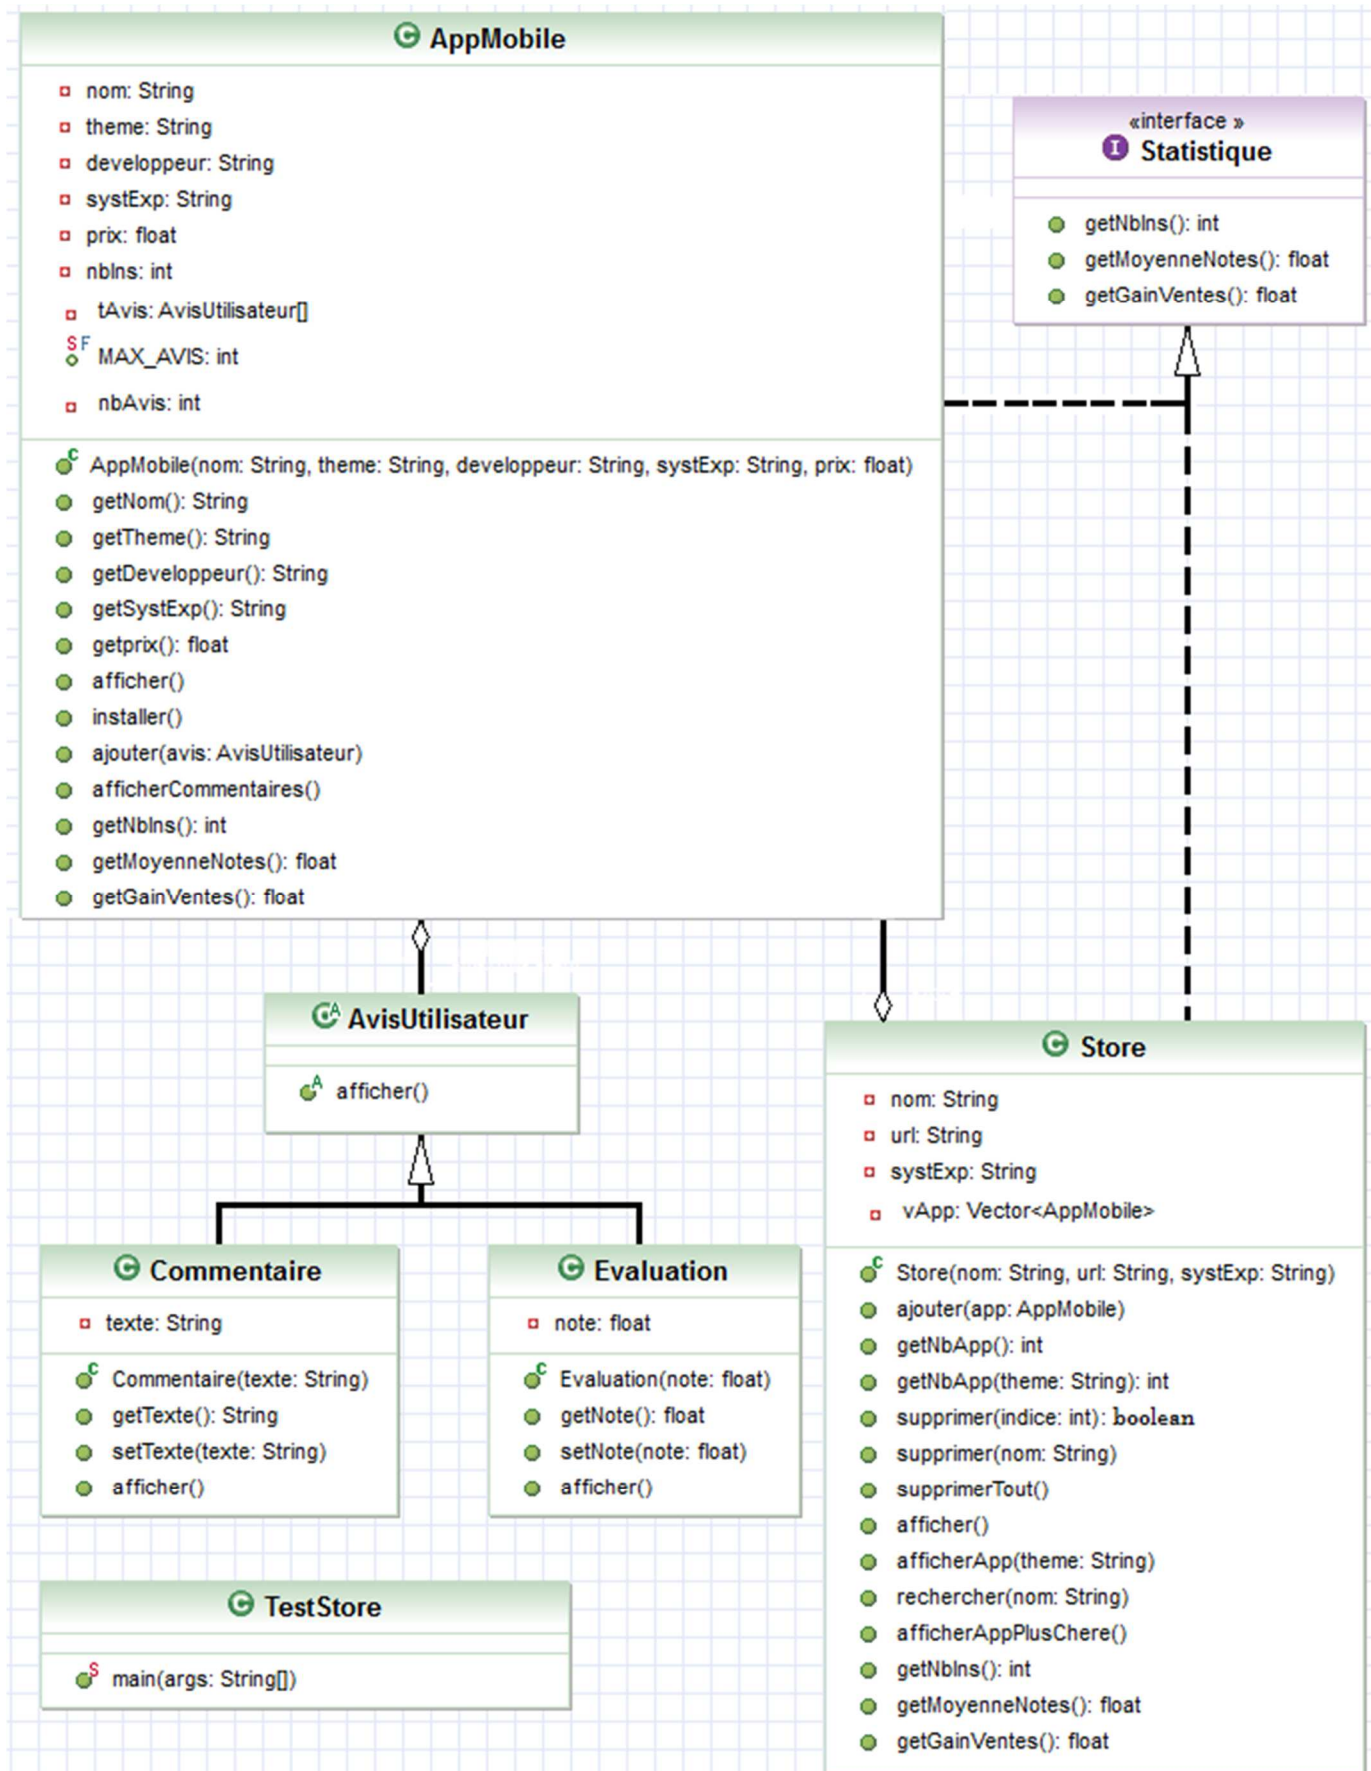 AppMobile
nom: String
theme: String
developpeur: String
systExp: String
prix: float
nbIns: int
tAvis: AvisUtilisateur[]
S F
MAX_AVIS: int
nbAvis: int
C
AppMobile(nom: String, theme: String, developpeur: String, systExp: String, prix: float)
getNom(): String
getTheme(): String
getDeveloppeur(): String
getSystExp(): String
getprix(): float
afficher()
installer()
ajouter(avis: AvisUtilisateur)
afficherCommentaires()
getNbIns(): int
getMoyenneNotes(): float
getGainVentes(): float
«interface »
I Statistique
getNbIns(): int
getMoyenneNotes(): float
getGainVentes(): float
C A AvisUtilisateur
A afficher()
C Commentaire
texte: String
C Commentaire(texte: String)
getTexte(): String
setTexte(texte: String)
afficher()
C Evaluation
note: float
C Evaluation(note: float)
getNote(): float
setNote(note: float)
afficher()
C Store
nom: String
url: String
systExp: String
vApp: Vector<AppMobile>
C Store(nom: String, url: String, systExp: String)
ajouter(app: AppMobile)
getNbApp(): int
getNbApp(theme: String): int
supprimer(indice: int): boolean
supprimer(nom: String)
supprimerTout()
afficher()
afficherApp(theme: String)
rechercher(nom: String)
afficherAppPlusChere()
getNbIns(): int
getMoyenneNotes(): float
getGainVentes(): float
C TestStore
S main(args: String[])